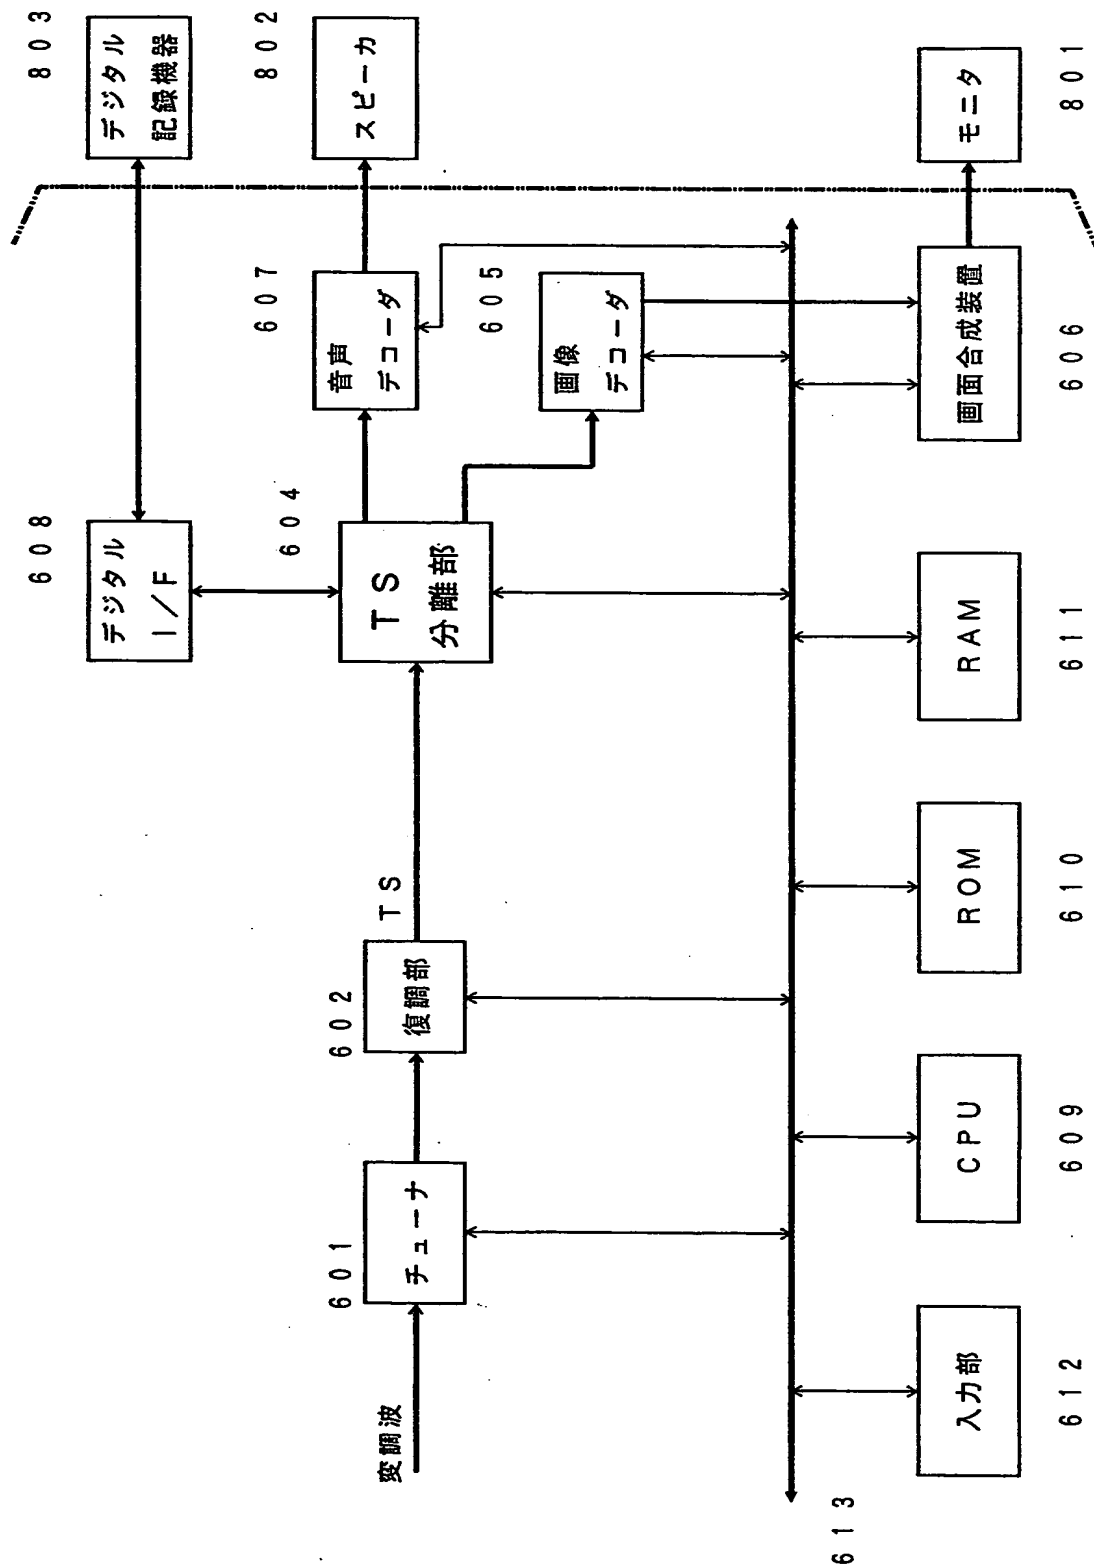 803
デジタル
記録機器
802
スピーカ
608
デジタル
I/F
607
音声
デコーダ
604
TS
分離部
605
画像
デコーダ
TS
602
復調部
601
チューナ
変調波
801
モニタ
画面合成装置
606
RAM
611
ROM
610
CPU
609
入力部
612
613